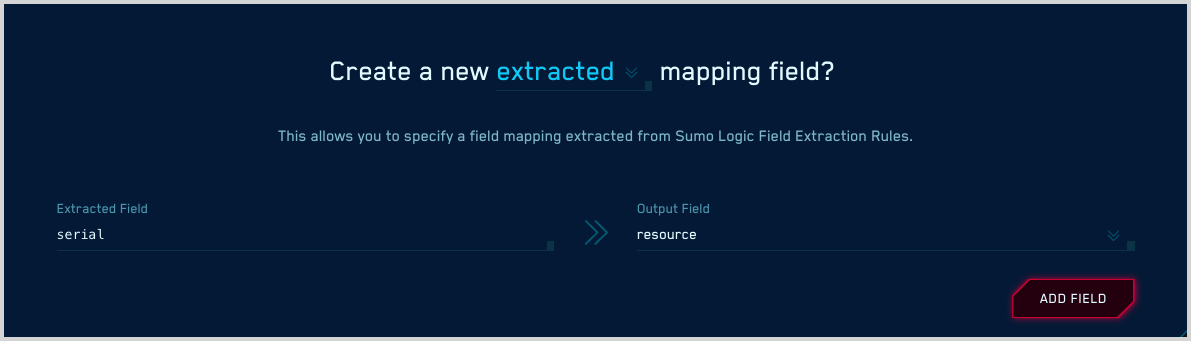 Create a new extracted mapping field?
This allows you to specify a field mapping extracted from Sumo Logic Field Extraction Rules.
Extracted Field
serial
Output Field
resource
ADD FIELD